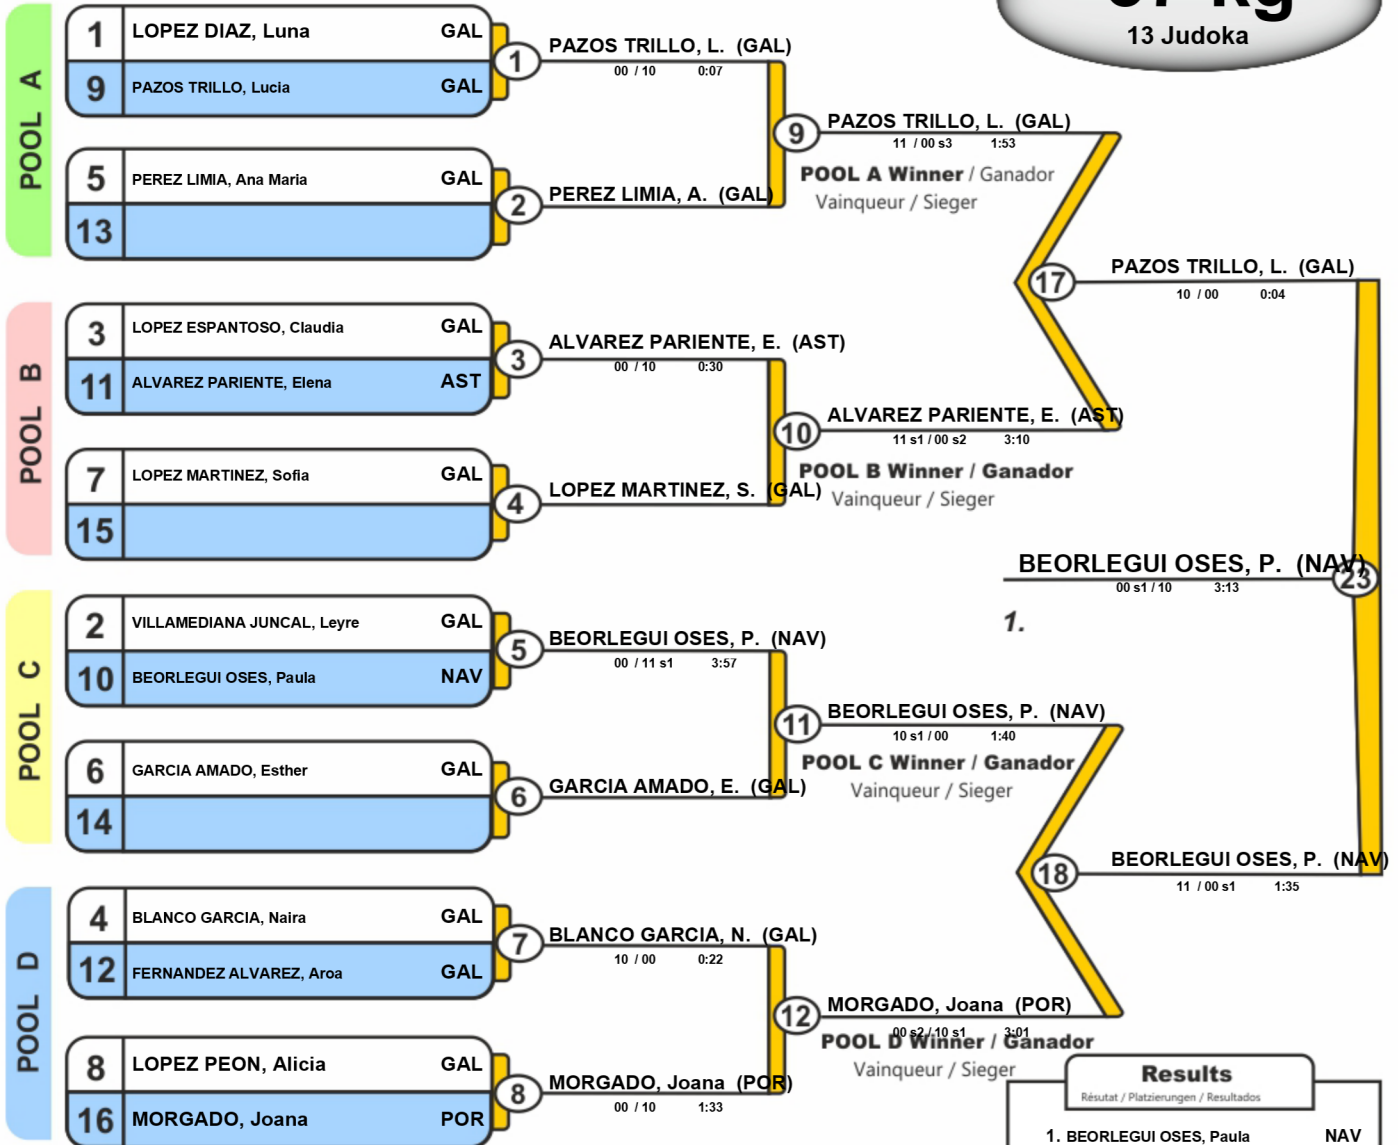 13 Judoka
POOL A
1 LOPEZ DIAZ, Luna GAL
9 PAZOS TRILLO, Lucia GAL
1
PAZOS TRILLO, L. (GAL)
00 / 10 0:07
5 PEREZ LIMIA, Ana Maria GAL
13
2
PEREZ LIMIA, A. (GAL)
9
PAZOS TRILLO, L. (GAL)
11 / 00 s3 1:53
POOL A Winner / Ganador
Vainqueur / Sieger
POOL B
3 LOPEZ ESPANTOSO, Claudia GAL
11 ALVAREZ PARIENTE, Elena AST
3
ALVAREZ PARIENTE, E. (AST)
00 / 10 0:30
7 LOPEZ MARTINEZ, Sofia GAL
15
4
LOPEZ MARTINEZ, S. (GAL)
10
ALVAREZ PARIENTE, E. (AST)
11 s1 / 00 s2 3:10
POOL B Winner / Ganador
Vainqueur / Sieger
17
PAZOS TRILLO, L. (GAL)
10 / 00 0:04
BEORLEGUI OSES, P. (NAV)
23
00 s1 / 10 3:13
1.
POOL C
2 VILLAMEDIANA JUNCAL, Leyre GAL
10 BEORLEGUI OSES, Paula NAV
5
BEORLEGUI OSES, P. (NAV)
00 / 11 s1 3:57
6 GARCIA AMADO, Esther GAL
14
6
GARCIA AMADO, E. (GAL)
11
BEORLEGUI OSES, P. (NAV)
10 s1 / 00 1:40
POOL C Winner / Ganador
Vainqueur / Sieger
18
BEORLEGUI OSES, P. (NAV)
11 / 00 s1 1:35
POOL D
4 BLANCO GARCIA, Naira GAL
12 FERNANDEZ ALVAREZ, Aroa GAL
7
BLANCO GARCIA, N. (GAL)
10 / 00 0:22
8 LOPEZ PEON, Alicia GAL
16 MORGADO, Joana POR
8
MORGADO, Joana (POR)
00 / 10 1:33
12
MORGADO, Joana (POR)
00 s2 / 10 s1 3:01
POOL D Winner / Ganador
Vainqueur / Sieger
Results
Résutat / Platzierungen / Resultados
1. BEORLEGUI OSES, Paula NAV